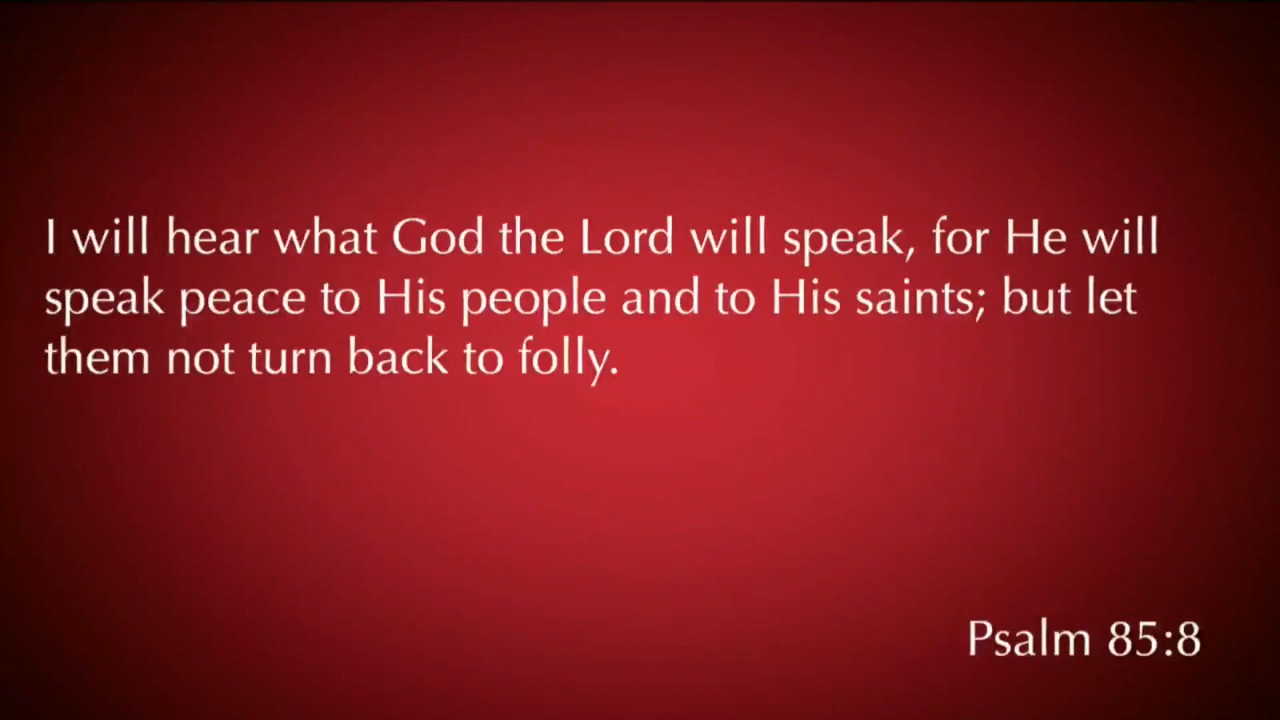 I will hear what God the Lord will speak, for He will
speak peace to His people and to His saints; but let
them not turn back to folly.
Psalm 85:8